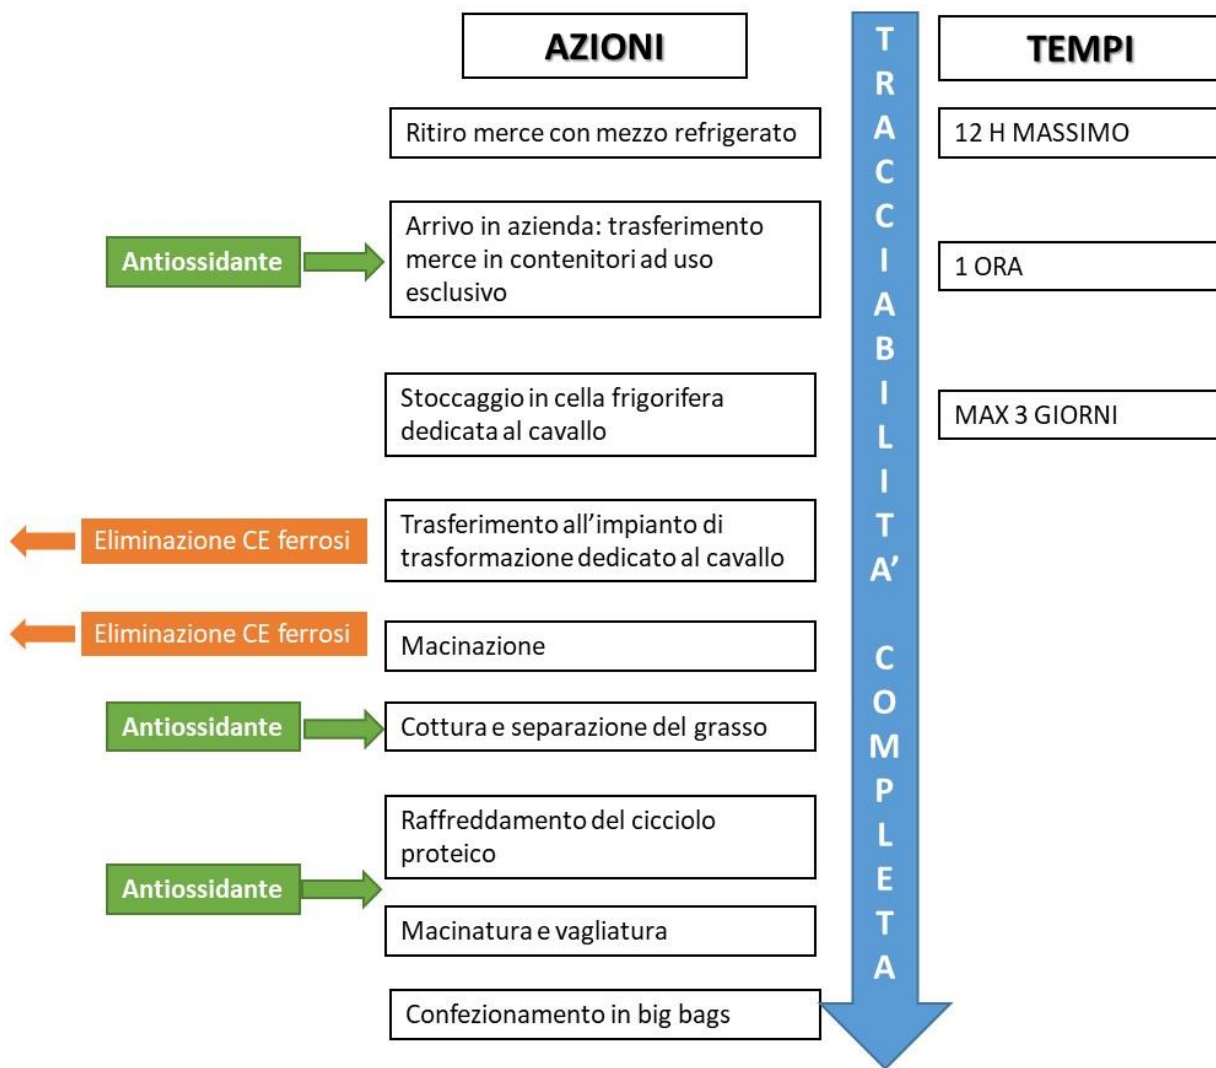 AZIONI
TEMPI
TRACCIABILITA' COMPLETA
Ritiro merce con mezzo refrigerato
12 H MASSIMO
Antiossidante
Arrivo in azienda: trasferimento
merce in contenitori ad uso
esclusivo
1 ORA
Stoccaggio in cella frigorifera
dedicata al cavallo
MAX 3 GIORNI
Eliminazione CE ferrosi
Trasferimento all'impianto di
trasformazione dedicato al cavallo
Eliminazione CE ferrosi
Macinazione
Antiossidante
Cottura e separazione del grasso
Raffreddamento del cicciolo
proteico
Antiossidante
Macinatura e vagliatura
Confezionamento in big bags